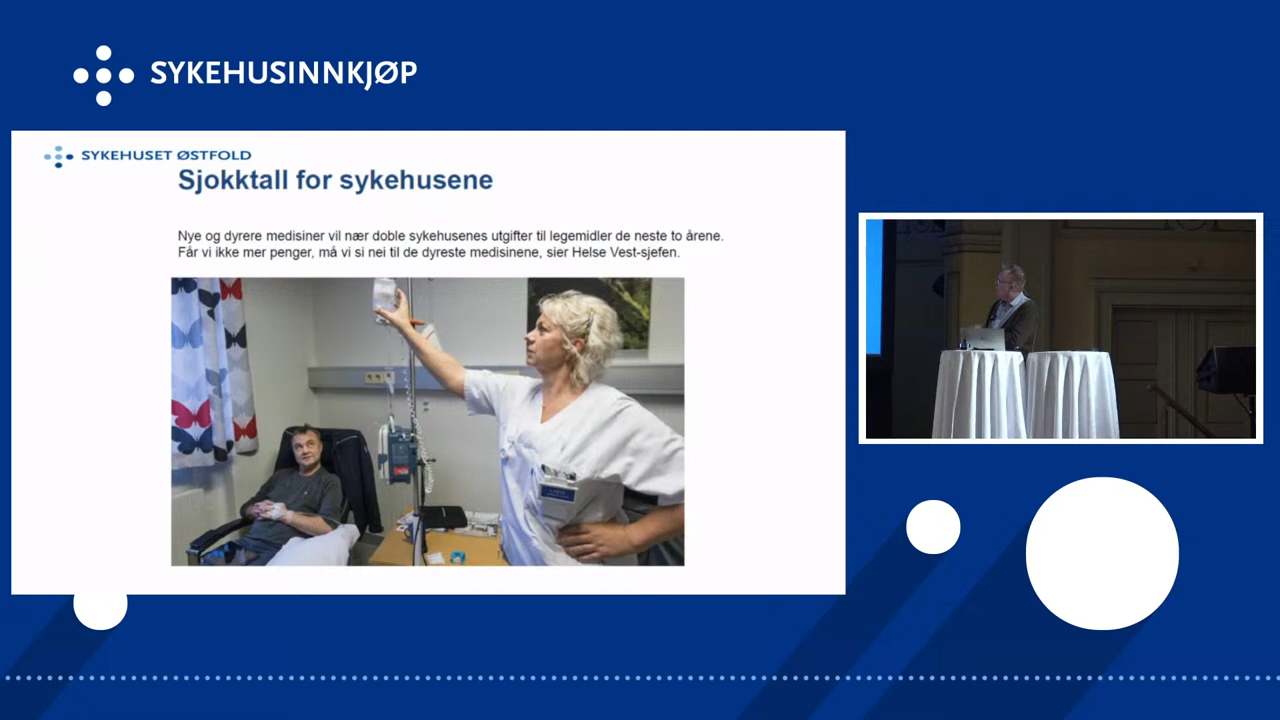 SYKEHUSINNKJØP
SYKEHUSET ØSTFOLD
Sjokktall for sykehusene
Nye og dyrere medisiner vil nær doble sykehusenes utgifter til legemidler de neste to årene.
Får vi ikke mer penger, må vi si nei til de dyreste medisinene, sier Helse Vest-sjefen.